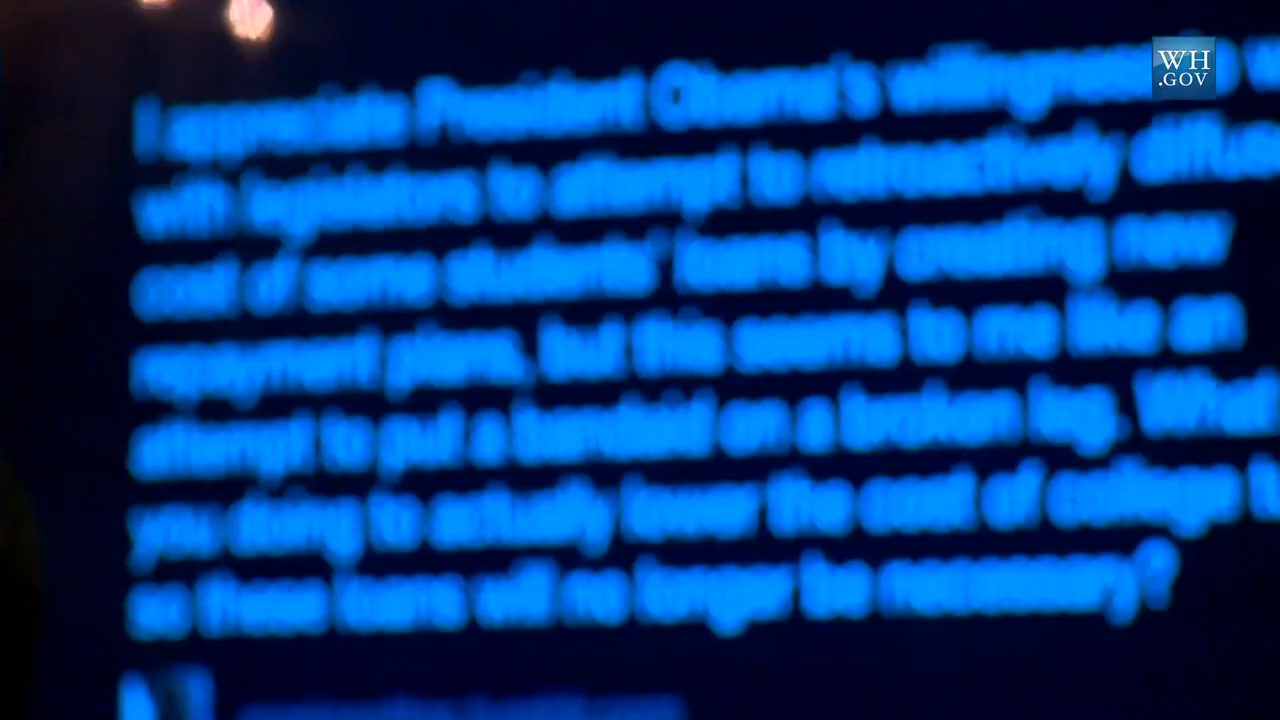 I appreciate President Obama's willingness
with legislators to attempt to retroactively diffuse
cost of some students' loans by creating new
repayment plans, but this seems to me like an
attempt to put a bandaid on a broken leg. What
you doing to actually lower the cost of college
so these loans will no longer be necessary?
WH
.GOV